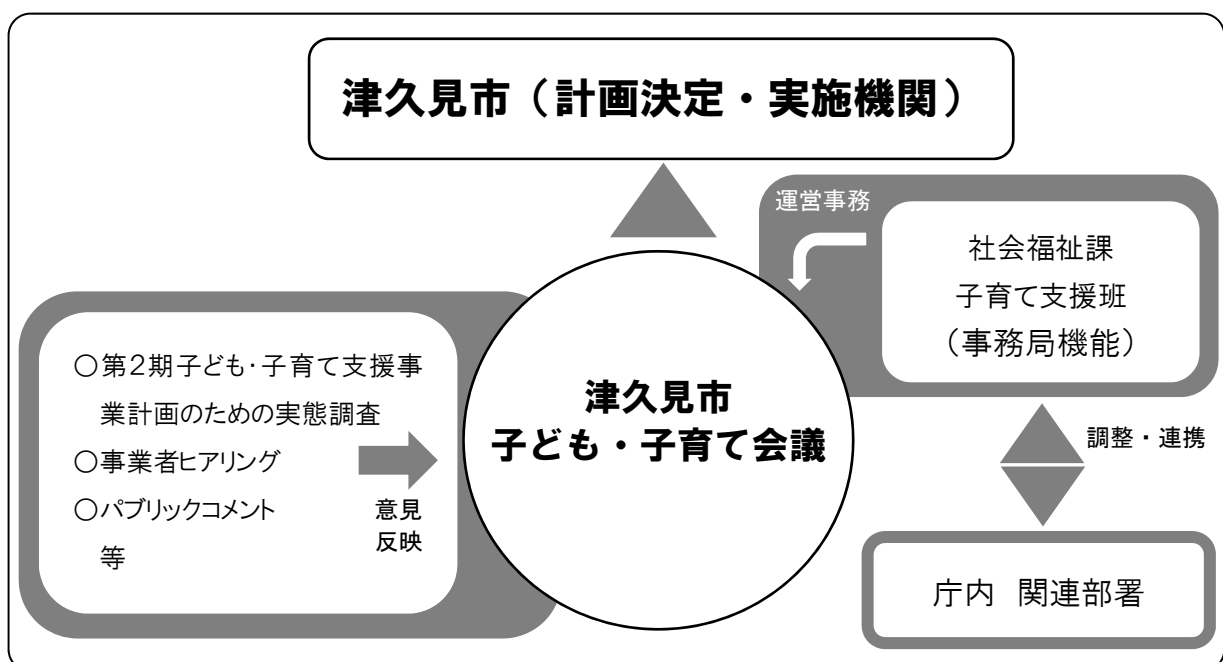 津久見市（計画決定・実施機関）
運営事務
社会福祉課
子育て支援班
（事務局機能）
○第２期子ども・子育て支援事
業計画のための実態調査
○事業者ヒアリング
○パブリックコメント
等
意見
反映
津久見市
子ども・子育て会議
調整・連携
庁内　関連部署